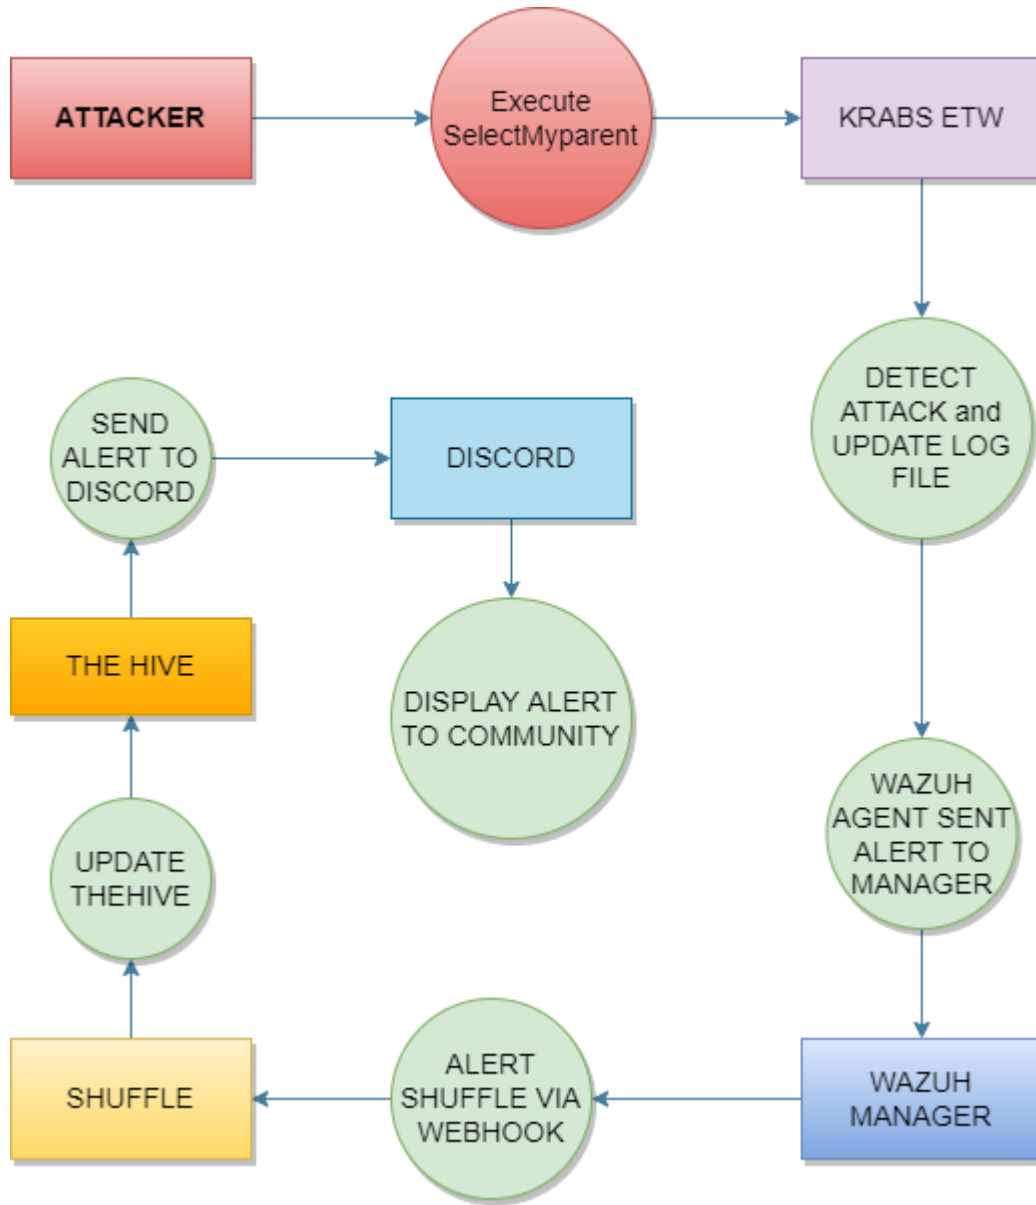 ATTACKER
Execute
SelectMyparent
KRABS ETW
DETECT
ATTACK and
UPDATE LOG
FILE
WAZUH
AGENT SENT
ALERT TO
MANAGER
WAZUH
MANAGER
ALERT
SHUFFLE VIA
WEBHOOK
SHUFFLE
UPDATE
THEHIVE
THE HIVE
SEND
ALERT TO
DISCORD
DISCORD
DISPLAY ALERT
TO COMMUNITY